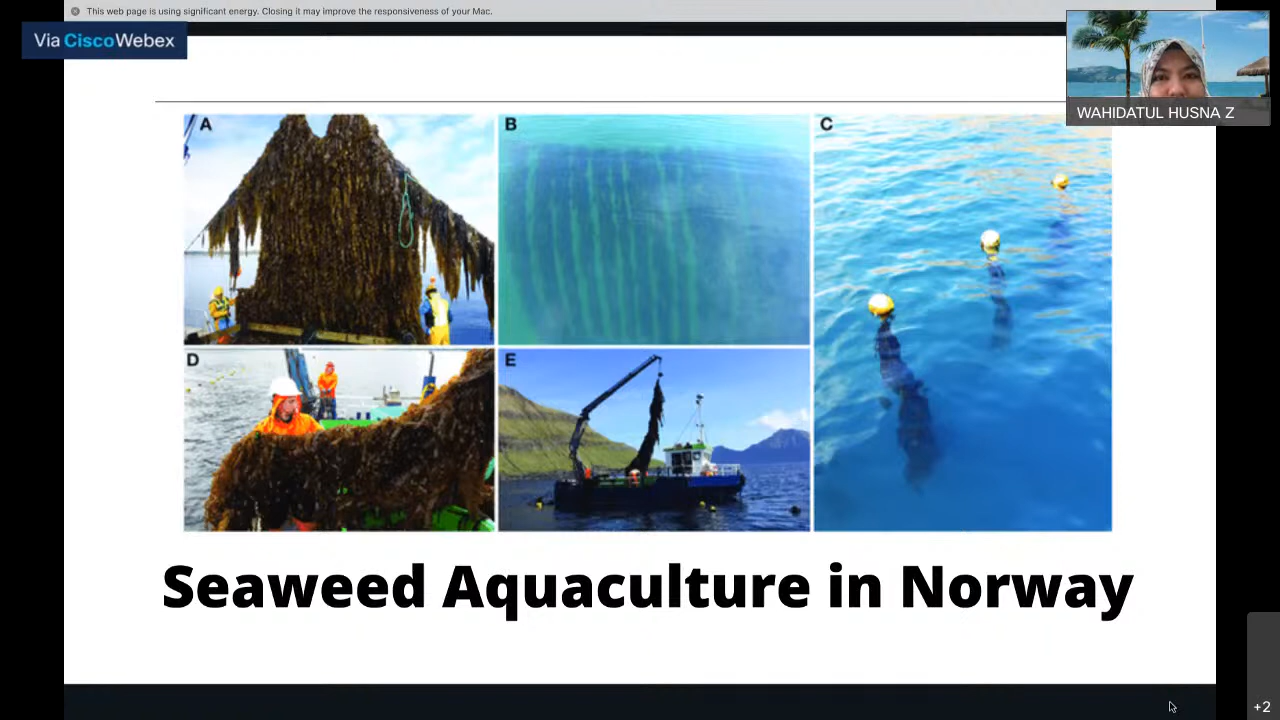 This web page is using significant energy. Closing it may improve the responsiveness of your Mac.
Via CiscoWebex
WAHIDATUL HUSNA Z
A
B
C
D
E
Seaweed Aquaculture in Norway
+2